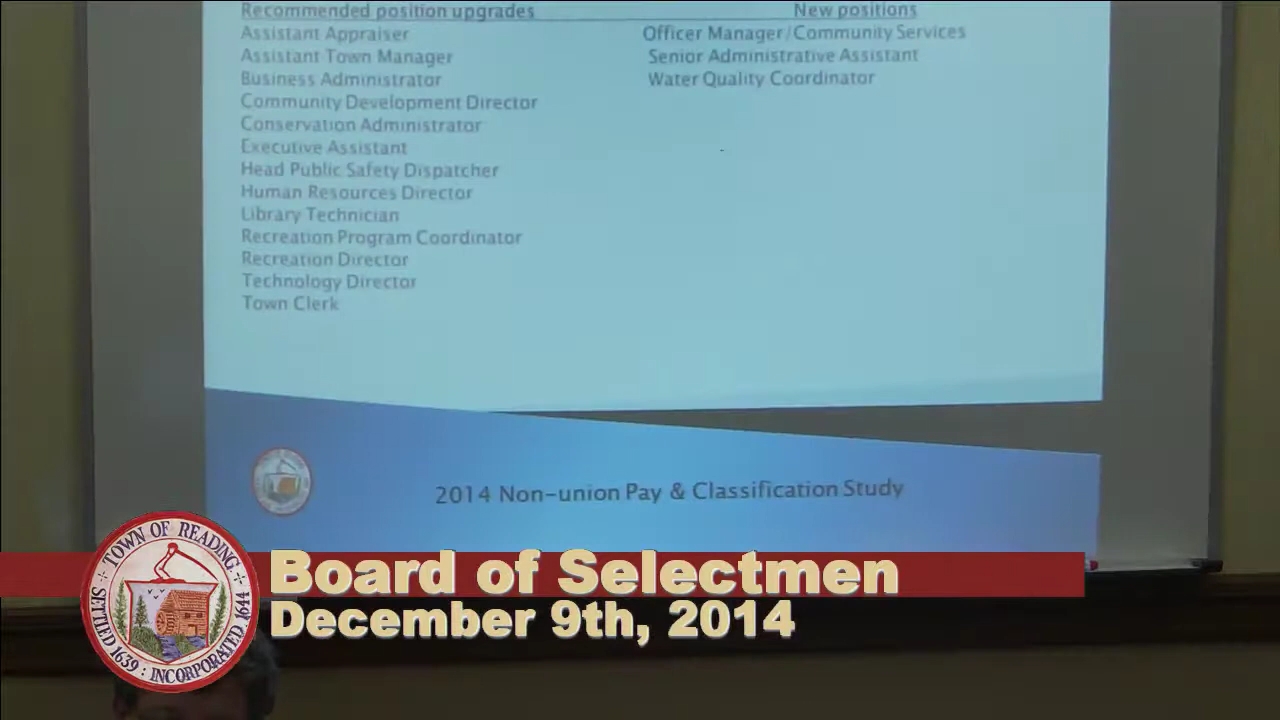 Recommended position upgrades
New positions
Assistant Appraiser
Officer Manager/Community Services
Assistant Town Manager
Senior Administrative Assistant
Business Administrator
Water Quality Coordinator
Community Development Director
Conservation Administrator
Executive Assistant
Head Public Safety Dispatcher
Human Resources Director
Library Technician
Recreation Program Coordinator
Recreation Director
Technology Director
Town Clerk
2014 Non-union Pay & Classification Study
TOWN OF READING
SETTLED 1639 : INCORPORATED 1644
Board of Selectmen
December 9th, 2014